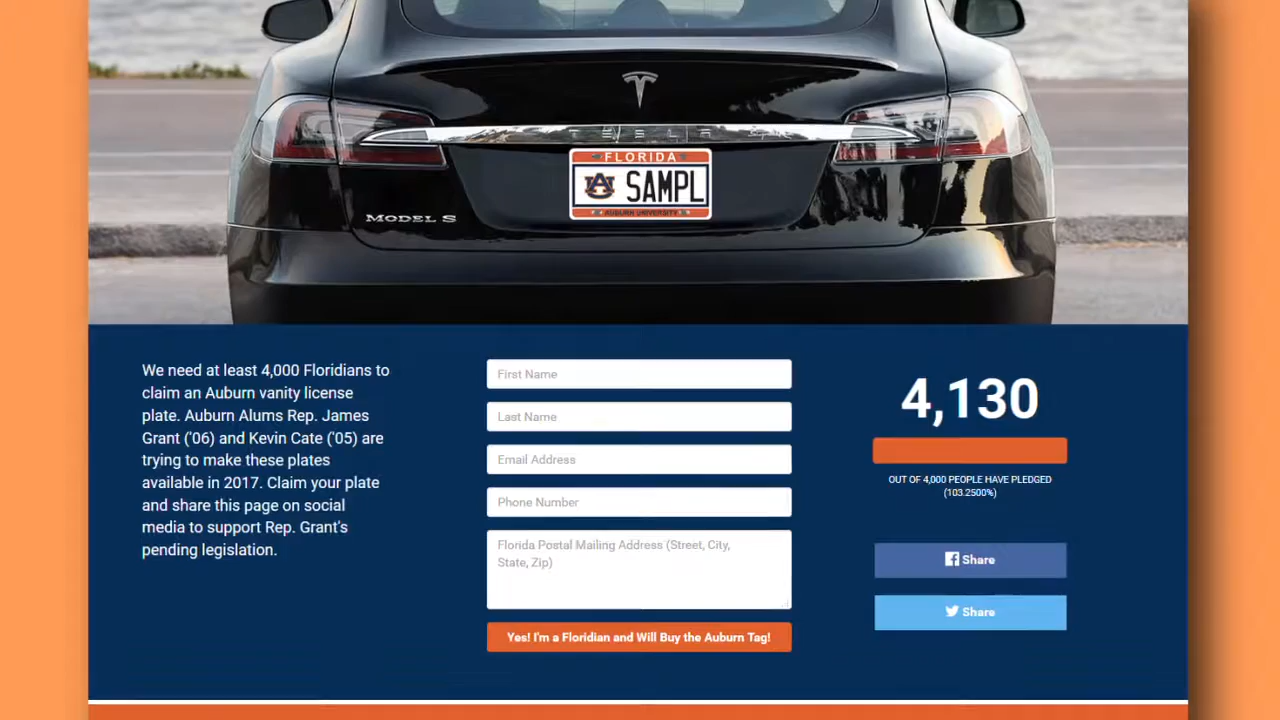 TESLA
FLORIDA
AU SAMPL
AUBURN UNIVERSITY
MODEL S
We need at least 4,000 Floridians to
claim an Auburn vanity license
plate. Auburn Alums Rep. James
Grant ('06) and Kevin Cate ('05) are
trying to make these plates
available in 2017. Claim your plate
and share this page on social
media to support Rep. Grant's
pending legislation.
First Name
Last Name
Email Address
Phone Number
Florida Postal Mailing Address (Street, City,
State, Zip)
Yes! I'm a Floridian and Will Buy the Auburn Tag!
4,130
OUT OF 4,000 PEOPLE HAVE PLEDGED
(103.2500%)
Share
Share